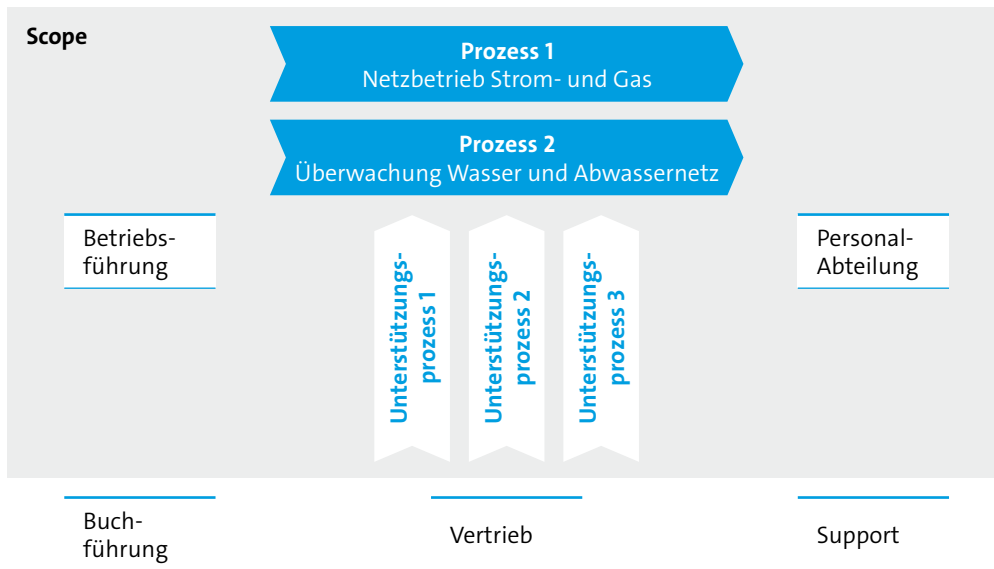 Scope
Prozess 1
Netzbetrieb Strom- und Gas
Prozess 2
Überwachung Wasser und Abwassernetz
Betriebs-
führung
Unterstützungs-
prozess 1
Unterstützungs-
prozess 2
Unterstützungs-
prozess 3
Personal-
Abteilung
Buch-
führung
Vertrieb
Support